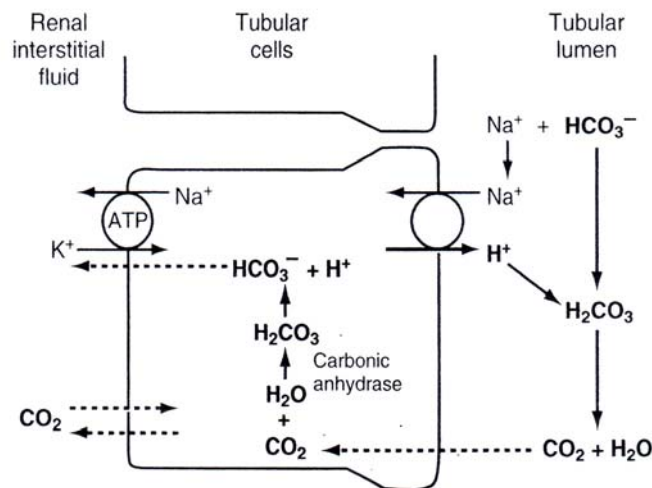 Renal
interstitial
fluid
Tubular
cells
Tubular
lumen
Na⁺ + HCO₃⁻
Na⁺
ATP
Na⁺
K⁺
H⁺
HCO₃⁻ + H⁺
H₂CO₃
H₂CO₃
Carbonic
anhydrase
H₂O
+
CO₂
CO₂
CO₂ + H₂O